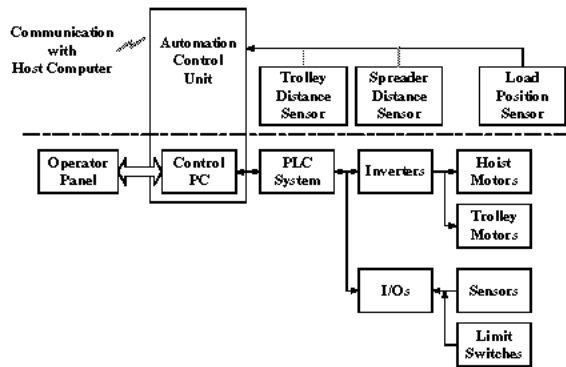 Communication
with
Host Computer
Automation
Control
Unit
Trolley
Distance
Sensor
Spreader
Distance
Sensor
Load
Position
Sensor
Operator
Panel
Control
PC
PLC
System
Inverters
Hoist
Motors
Trolley
Motors
I/Os
Sensors
Limit
Switches